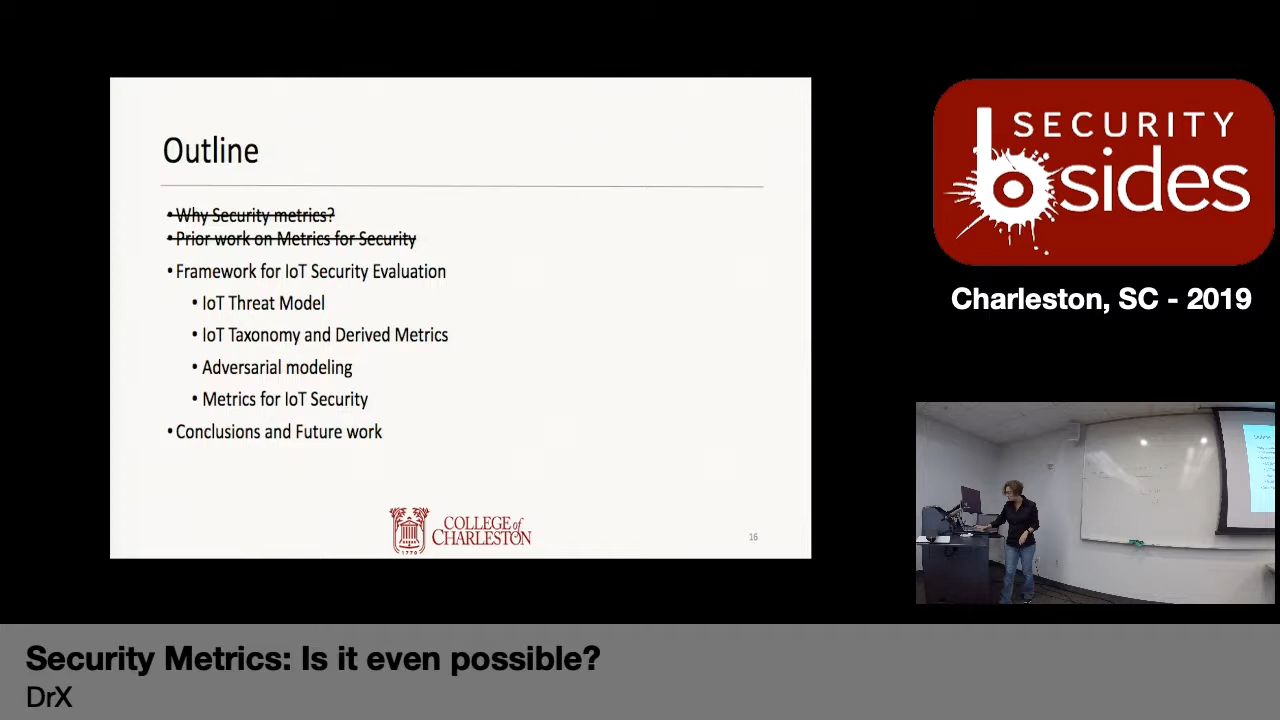 Outline
• Why Security metrics?
• Prior work on Metrics for Security
• Framework for IoT Security Evaluation
• IoT Threat Model
• IoT Taxonomy and Derived Metrics
• Adversarial modeling
• Metrics for IoT Security
• Conclusions and Future work
1770
COLLEGE of
CHARLESTON
16
SECURITY
bsides
Charleston, SC - 2019
Outline
Security Metrics: Is it even possible?
DrX